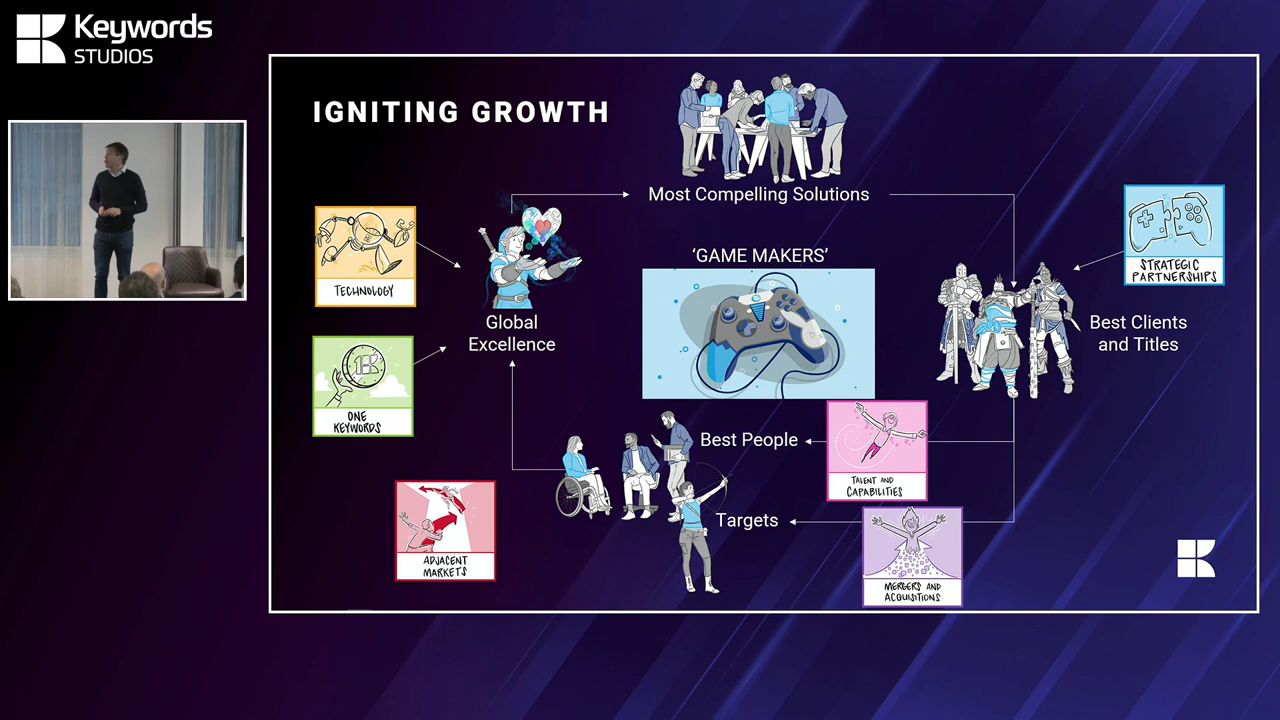 Keywords
STUDIOS
IGNITING GROWTH
Most Compelling Solutions
'GAME MAKERS'
TECHNOLOGY
Global
Excellence
STRATEGIC
PARTNERSHIPS
Best Clients
and Titles
ONE
KEYWORDS
Best People
TALENT AND
CAPABILITIES
Targets
ADJACENT
MARKETS
MERGERS AND
ACQUISITIONS